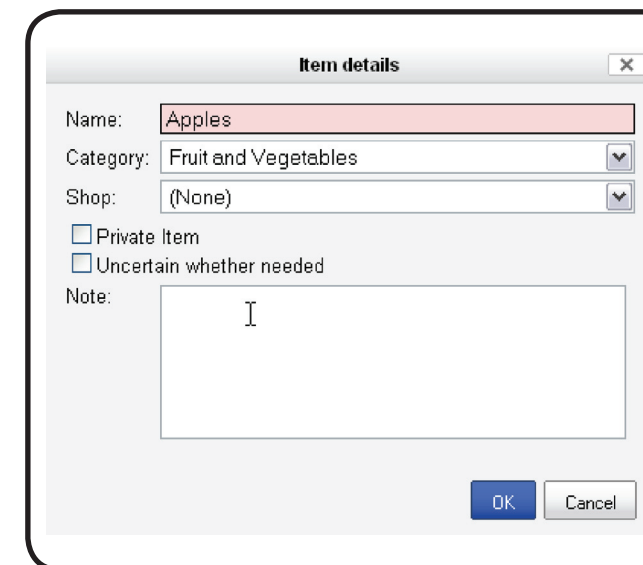 Item details
Name: Apples
Category: Fruit and Vegetables
Shop: (None)
Private Item
Uncertain whether needed
Note:
OK Cancel